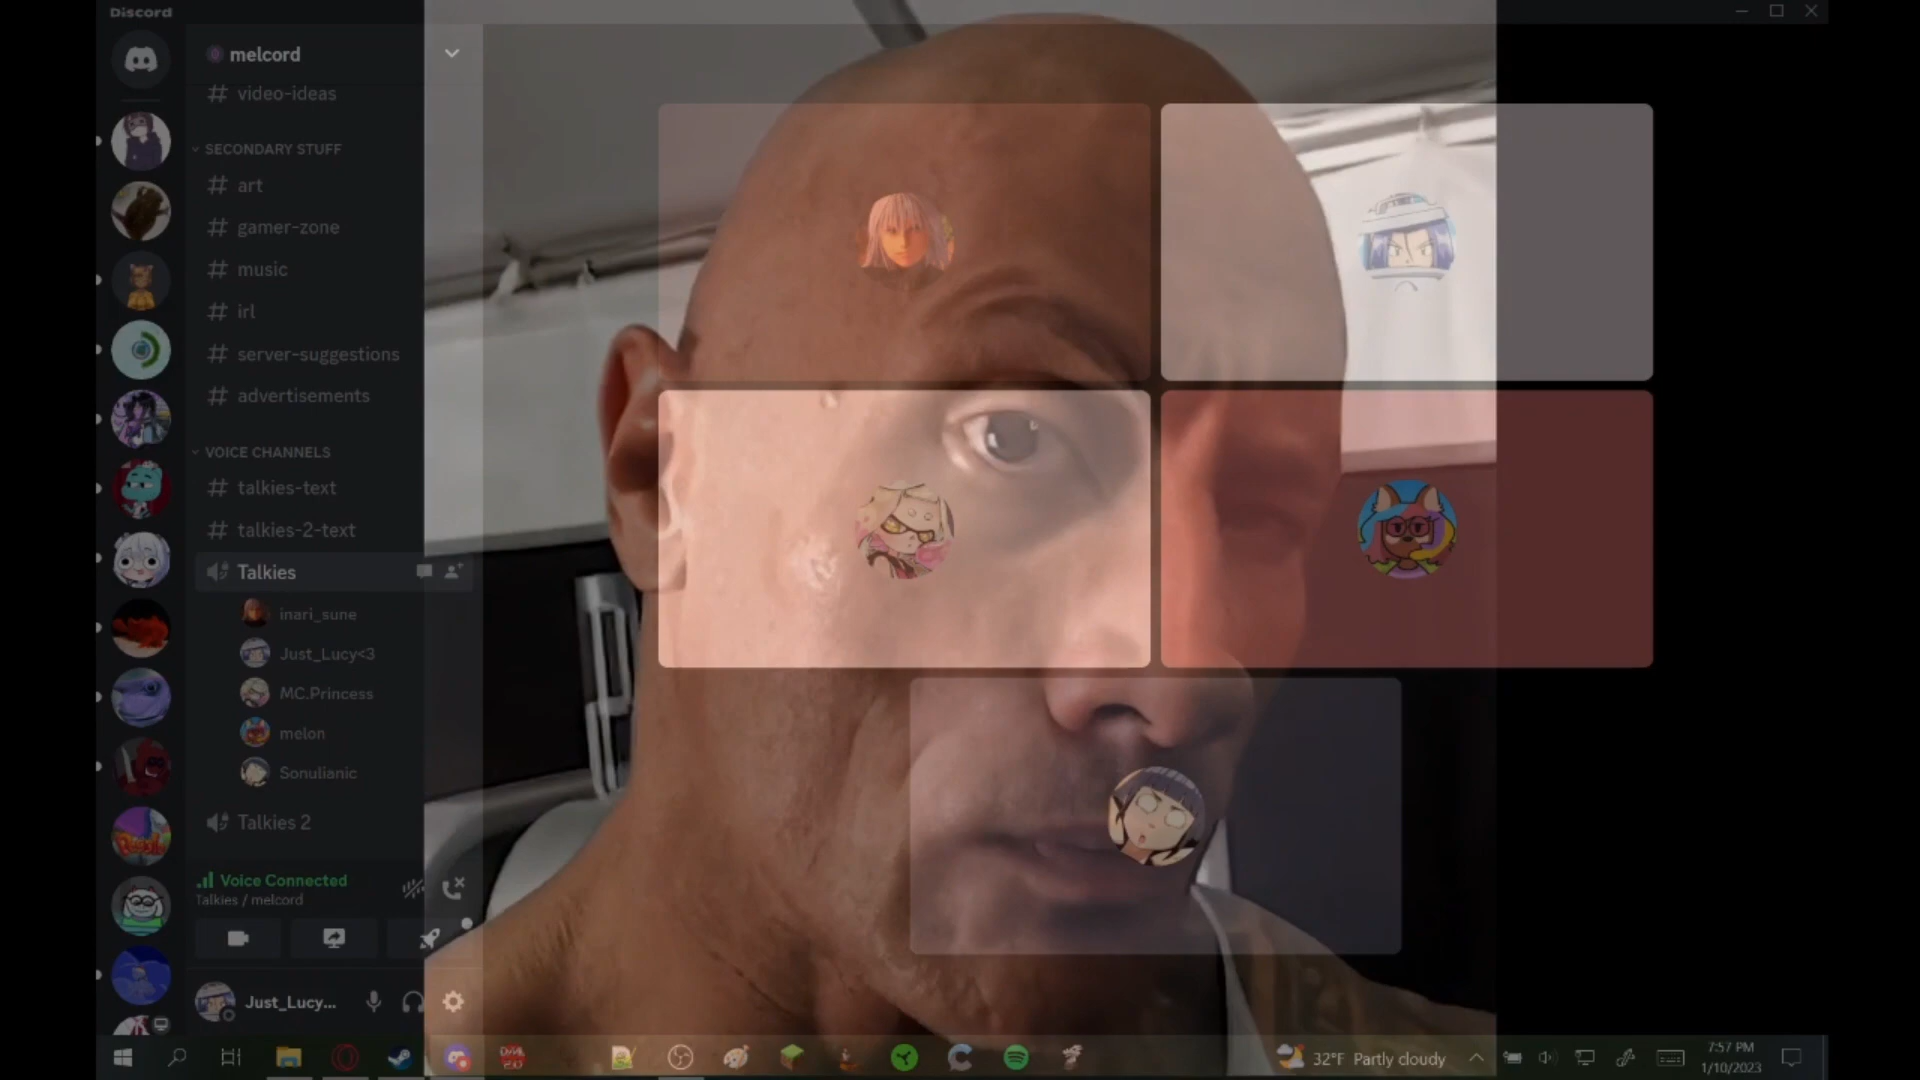 Discord
melcord
# video-ideas
SECONDARY STUFF
# art
# gamer-zone
# music
# irl
# server-suggestions
# advertisements
VOICE CHANNELS
# talkies-text
# talkies-2-text
Talkies
inari_sune
Just_Lucy<3
MC.Princess
melon
Sonulianic
Talkies 2
Voice Connected
Talkies / melcord
Just_Lucy...
32°F Partly cloudy
7:57 PM
1/10/2023